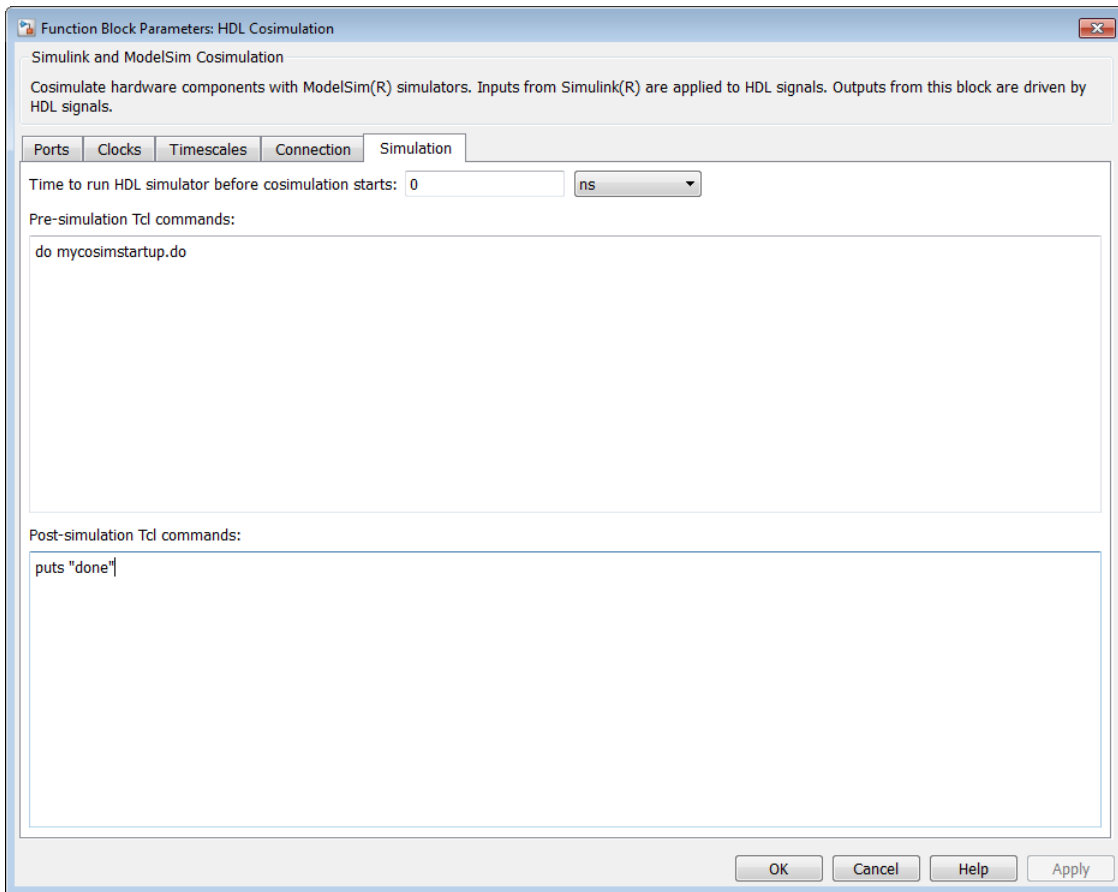 Function Block Parameters: HDL Cosimulation
Simulink and ModelSim Cosimulation
Cosimulate hardware components with ModelSim(R) simulators. Inputs from Simulink(R) are applied to HDL signals. Outputs from this block are driven by
HDL signals.
Ports Clocks Timescales Connection Simulation
Time to run HDL simulator before cosimulation starts: 0 ns
Pre-simulation Tcl commands:
do mycosimstartup.do
Post-simulation Tcl commands:
puts "done"
OK Cancel Help Apply